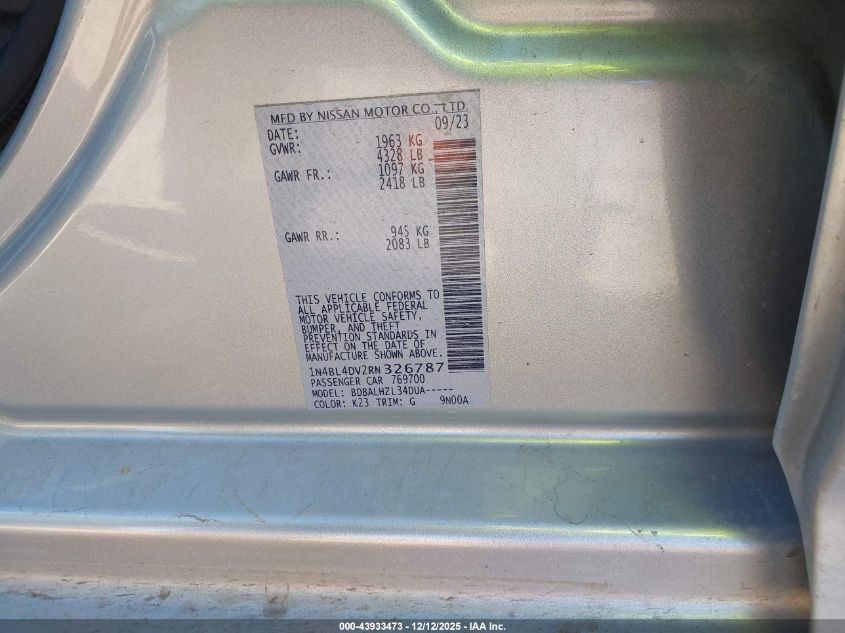 MFD BY NISSAN MOTOR CO., LTD.
DATE: 09/23
GVWR: 1963 KG
4328 LB
GAWR FR.: 1097 KG
2418 LB
GAWR RR.: 945 KG
2083 LB
THIS VEHICLE CONFORMS TO
ALL APPLICABLE FEDERAL
MOTOR VEHICLE SAFETY,
BUMPER, AND THEFT
PREVENTION STANDARDS IN
EFFECT ON THE DATE OF
MANUFACTURE SHOWN ABOVE.
1N4BL4DV2RN326787
PASSENGER CAR 769700
MODEL: BDBALHZL34DUA-----
COLOR: K23 TRIM: G 9N00A
000-43933473 - 12/12/2025 - IAA Inc.